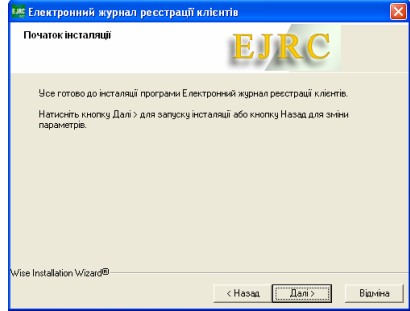 Електронний журнал реєстрації клієнтів
Початок інсталяції
EJRC
Усе готово до інсталяції програми Електронний журнал реєстрації клієнтів.
Натисніть кнопку Далі > для запуску інсталяції або кнопку Назад для зміни
параметрів.
Wise Installation Wizard®
< Назад
Далі >
Відміна